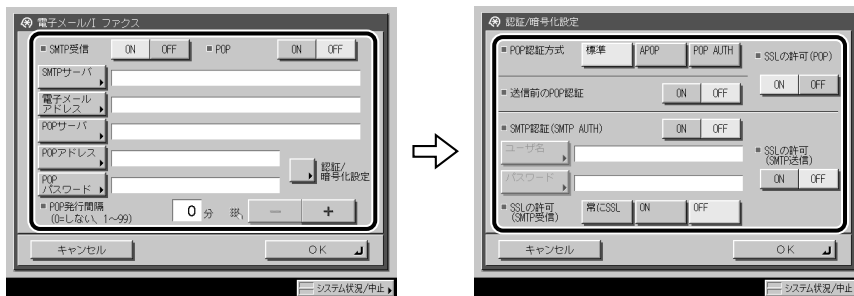 電子メール/I ファクス
SMTP受信 ON OFF POP ON OFF
SMTPサーバ
電子メール
アドレス
POPサーバ
POPアドレス
POP
パスワード
認証/
暗号化設定
POP発行間隔
(0=しない、1～99)
0 分
－ ＋
キャンセル OK
システム状況/中止
認証/暗号化設定
POP認証方式 標準 APOP POP AUTH
SSLの許可(POP)
ON OFF
送信前のPOP認証 ON OFF
SMTP認証(SMTP AUTH) ON OFF
ユーザ名
パスワード
SSLの許可
(SMTP送信)
ON OFF
SSLの許可
(SMTP受信)
常にSSL ON OFF
キャンセル OK
システム状況/中止